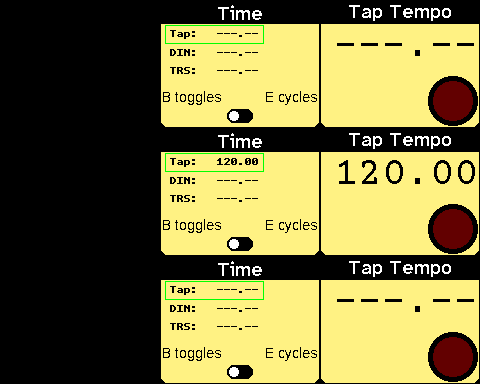 Time Tap Tempo
Tap: ---.-- ---.--
DIN: ---.--
TRS: ---.--
B toggles E cycles
Time Tap Tempo
Tap: 120.00 120.00
DIN: ---.--
TRS: ---.--
B toggles E cycles
Time Tap Tempo
Tap: ---.-- ---.--
DIN: ---.--
TRS: ---.--
B toggles E cycles